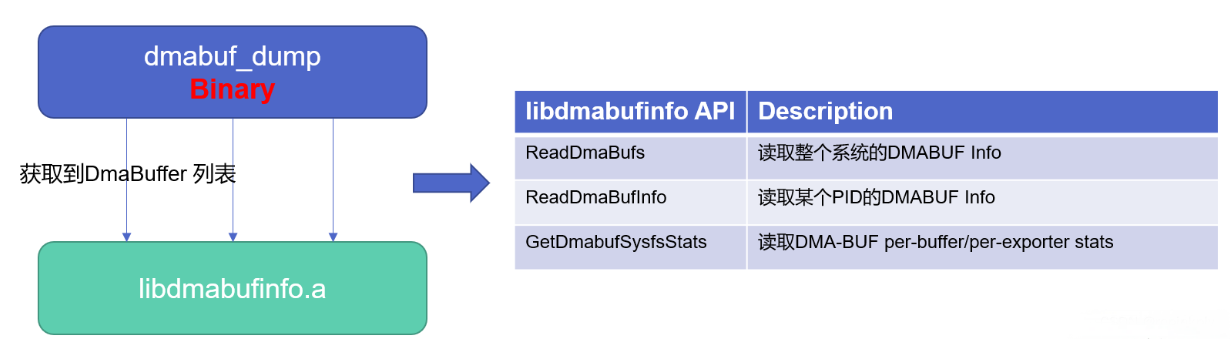 dmabuf_dump
Binary
获取到DmaBuffer 列表
libdmabufinfo.a
libdmabufinfo API Description
ReadDmaBufs 读取整个系统的DMABUF Info
ReadDmaBufInfo 读取某个PID的DMABUF Info
GetDmabufSysfsStats 读取DMA-BUF per-buffer/per-exporter stats